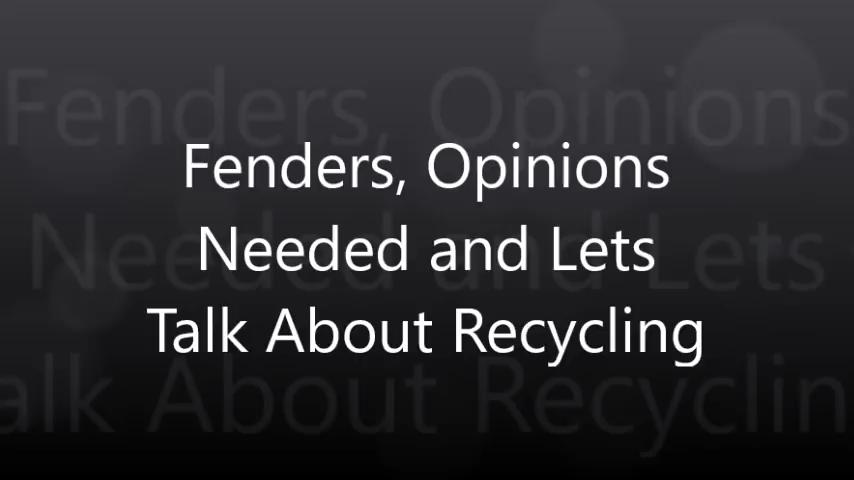 Fenders, Opinions
Needed and Lets
Talk About Recycling